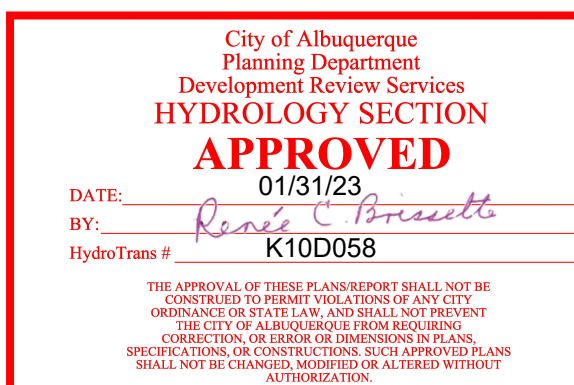 City of Albuquerque
Planning Department
Development Review Services
HYDROLOGY SECTION
APPROVED
DATE: 01/31/23
BY: Renée C. Brissette
HydroTrans # K10D058
THE APPROVAL OF THESE PLANS/REPORT SHALL NOT BE
CONSTRUED TO PERMIT VIOLATIONS OF ANY CITY
ORDINANCE OR STATE LAW, AND SHALL NOT PREVENT
THE CITY OF ALBUQUERQUE FROM REQUIRING
CORRECTION, OR ERROR OR DIMENSIONS IN PLANS,
SPECIFICATIONS, OR CONSTRUCTIONS. SUCH APPROVED PLANS
SHALL NOT BE CHANGED, MODIFIED OR ALTERED WITHOUT
AUTHORIZATION.